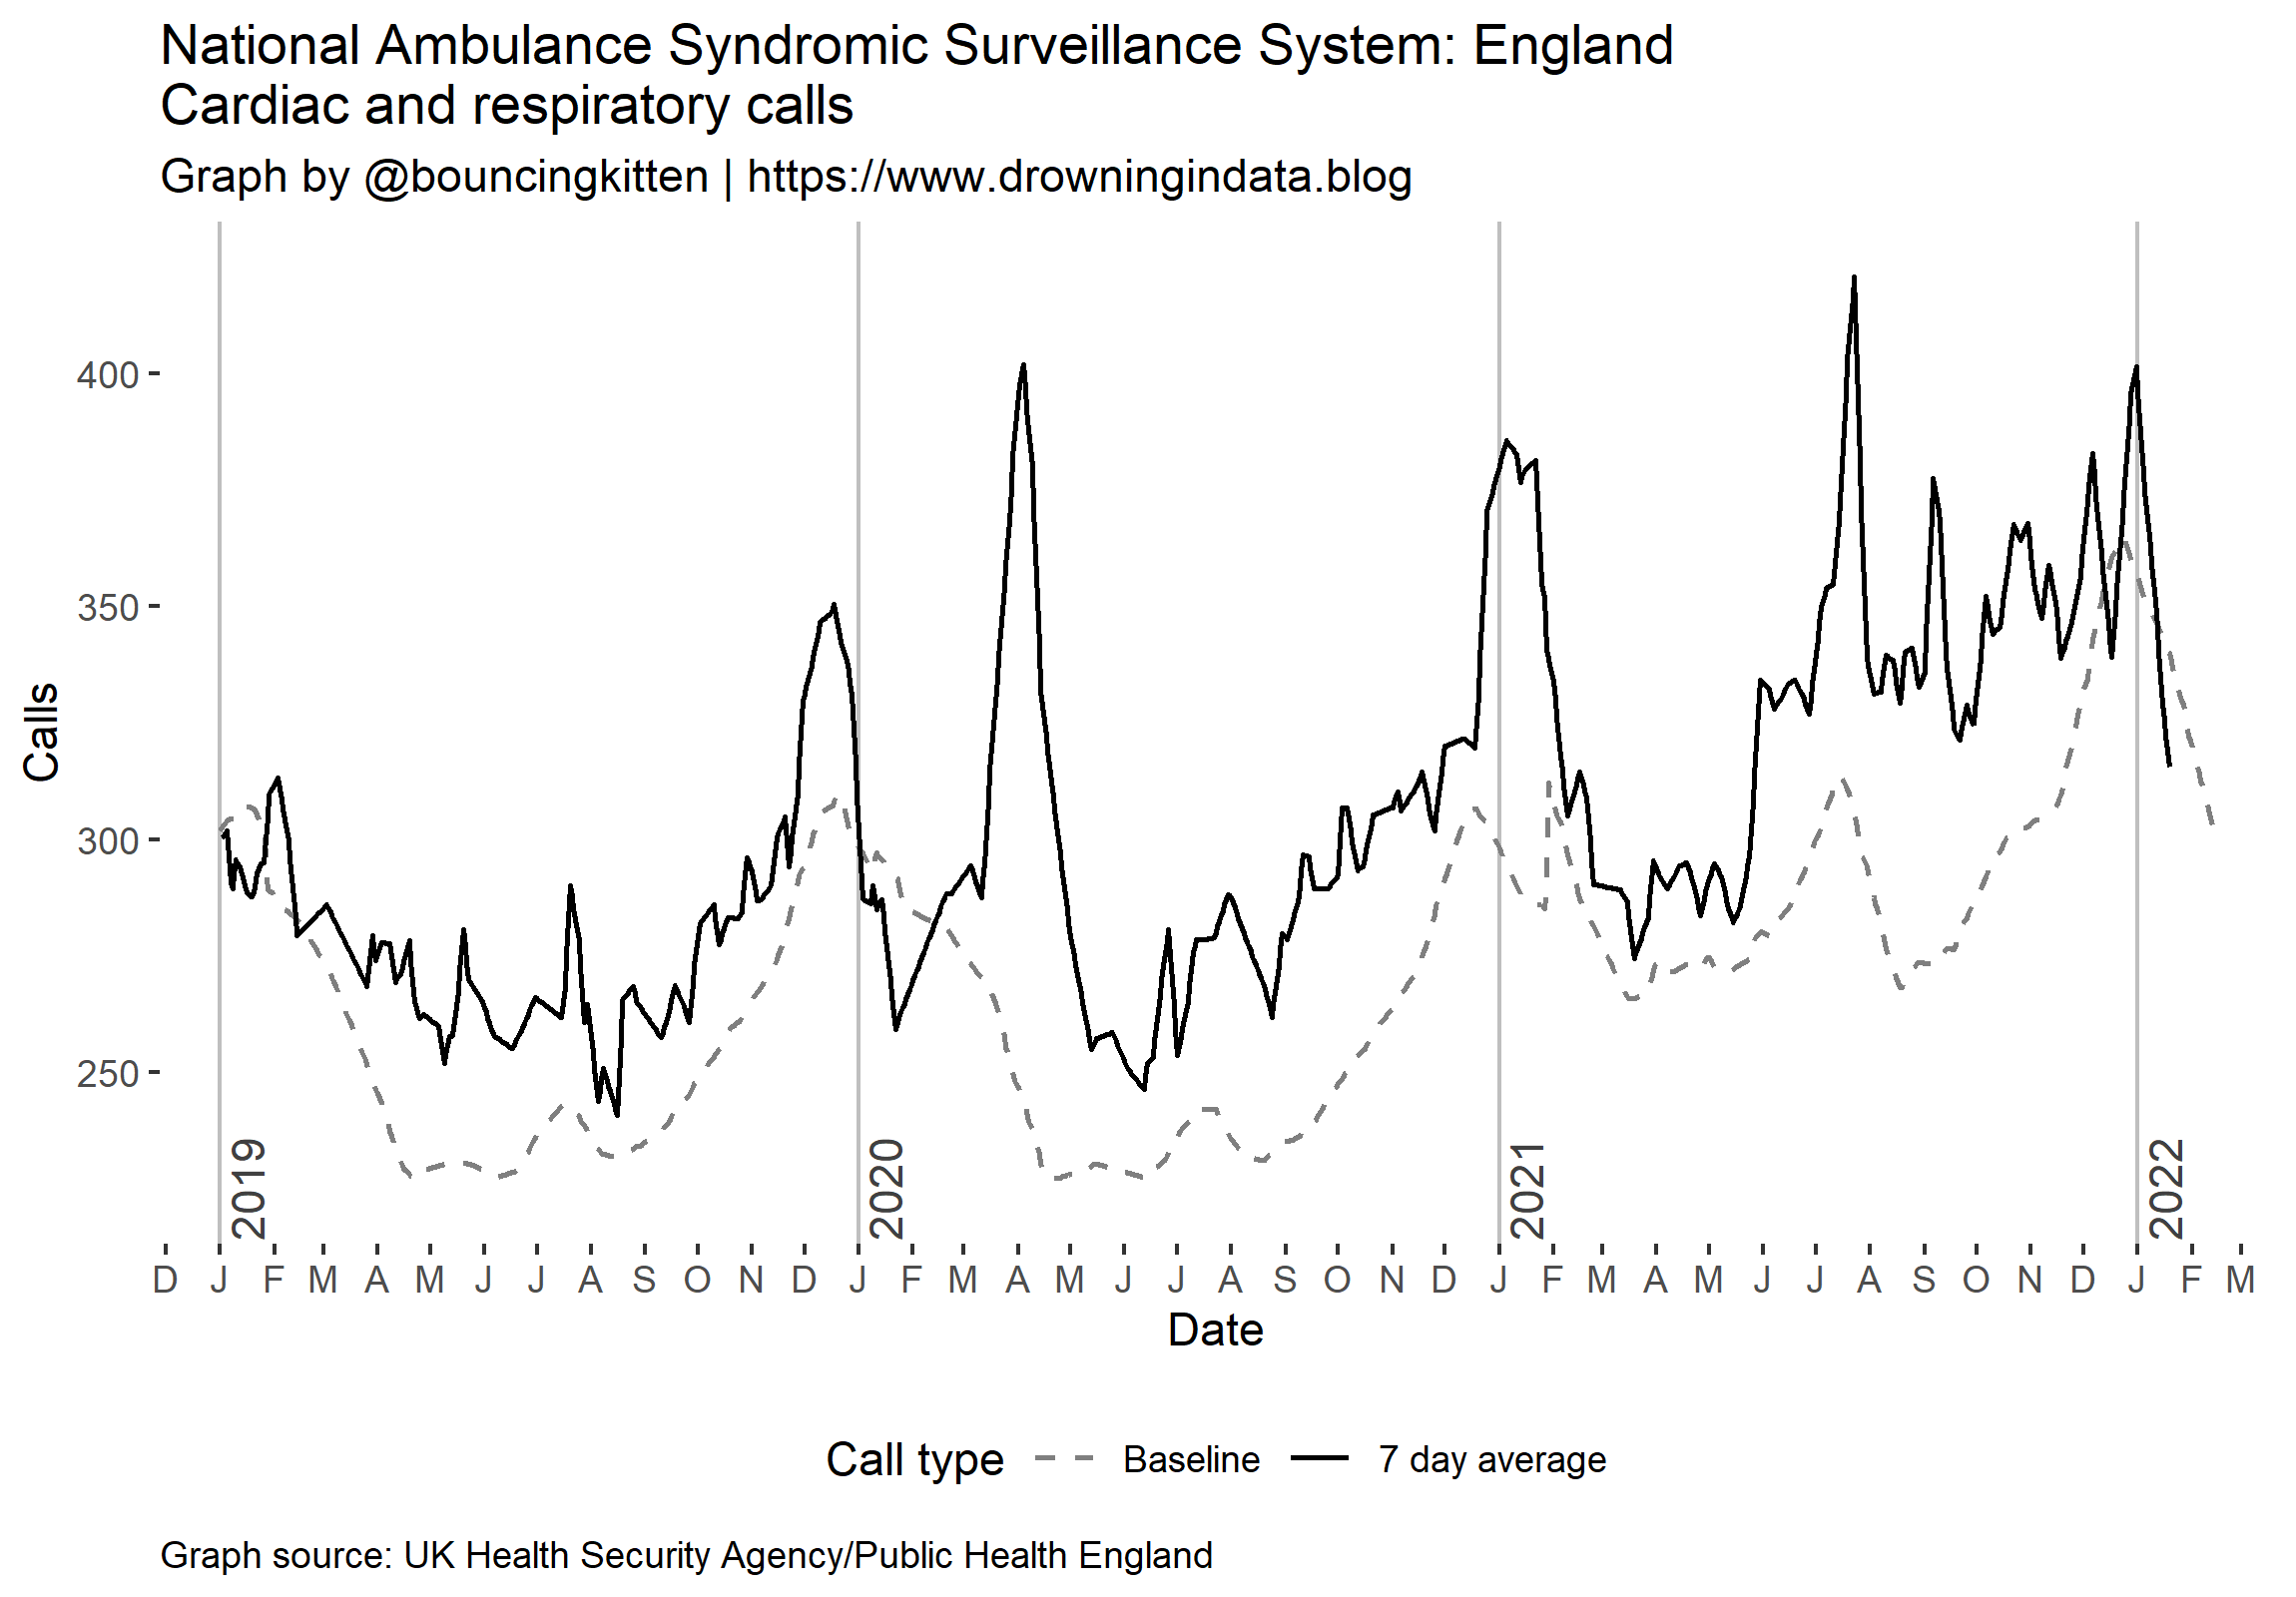 National Ambulance Syndromic Surveillance System: England
Cardiac and respiratory calls
Graph by @bouncingkitten | https://www.drowningindata.blog
Calls
400
350
300
250
2019
2020
2021
2022
D J F M A M J J A S O N D J F M A M J J A S O N D J F M A M J J A S O N D J F M
Date
Call type Baseline 7 day average
Graph source: UK Health Security Agency/Public Health England